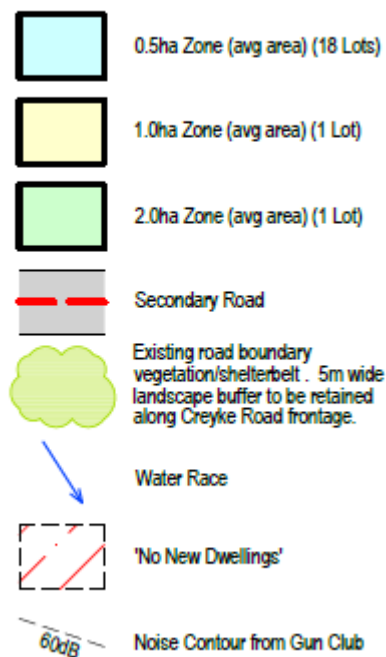 0.5ha Zone (avg area) (18 Lots)
1.0ha Zone (avg area) (1 Lot)
2.0ha Zone (avg area) (1 Lot)
Secondary Road
Existing road boundary
vegetation/shelterbelt . 5m wide
landscape buffer to be retained
along Creyke Road frontage.
Water Race
'No New Dwellings'
60dB
Noise Contour from Gun Club